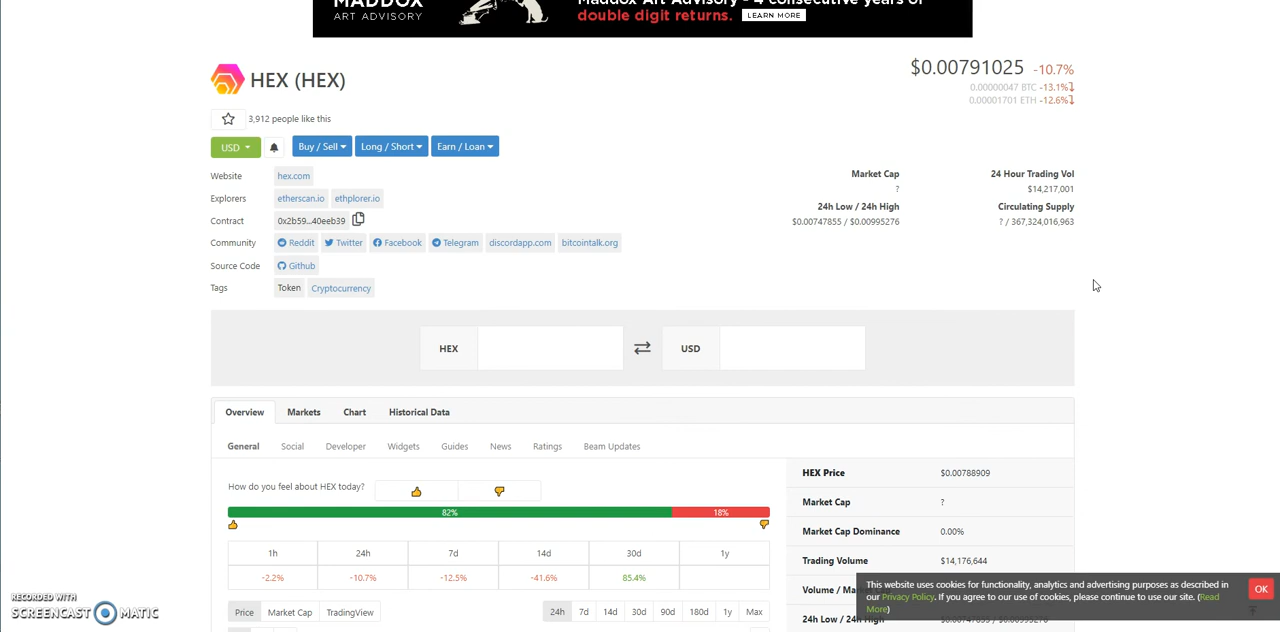 MADDOX
ART ADVISORY
Maddox Art Advisory - 4 consecutive years of
double digit returns. LEARN MORE
HEX (HEX)
$0.00791025 -10.7%
0.00000047 BTC -13.1%
0.00001701 ETH -12.6%
3,912 people like this
USD
Buy / Sell
Long / Short
Earn / Loan
Website hex.com
Market Cap
24 Hour Trading Vol
?
$14,217,001
Explorers etherscan.io ethplorer.io
24h Low / 24h High
Circulating Supply
Contract 0x2b59...40eeb39
$0.00747855 / $0.00995276
? / 367,324,016,963
Community Reddit Twitter Facebook Telegram discordapp.com bitcointalk.org
Source Code Github
Tags Token Cryptocurrency
HEX
USD
Overview Markets Chart Historical Data
General Social Developer Widgets Guides News Ratings Beam Updates
How do you feel about HEX today?
82% 18%
1h 24h 7d 14d 30d 1y
-2.2% -10.7% -12.5% -41.6% 85.4%
Price Market Cap TradingView
24h 7d 14d 30d 90d 180d 1y Max
HEX Price $0.00788909
Market Cap ?
Market Cap Dominance 0.00%
Trading Volume $14,176,644
Volume / Ma
24h Low / 24h High
This website uses cookies for functionality, analytics and advertising purposes as described in
our Privacy Policy. If you agree to our use of cookies, please continue to use our site. (Read
More)
OK
RECORDED WITH
SCREENCAST MATIC